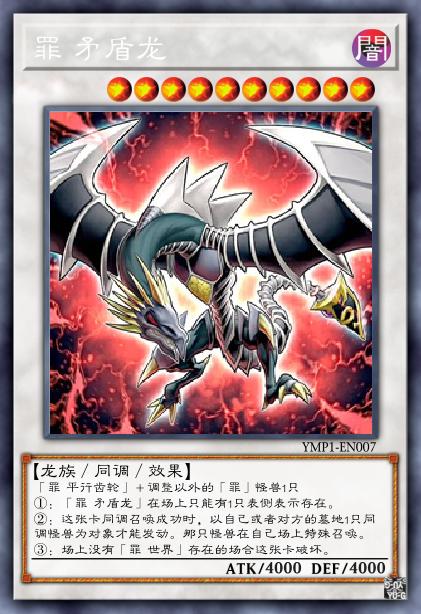 罪 矛盾龙
闇
YMP1-EN007
【龙族/同调/效果】
「罪 平行齿轮」+调整以外的「罪」怪兽1只
①:「罪 矛盾龙」在场上只能有1只表侧表示存在。
②:这张卡同调召唤成功时,以自己或者对方的墓地1只同
调怪兽为对象才能发动。那只怪兽在自己场上特殊召唤。
③:场上没有「罪 世界」存在的场合这张卡破坏。
ATK/4000 DEF/4000